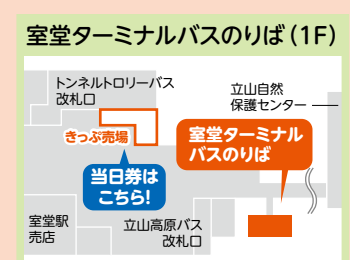 室堂ターミナルバスのりば(1F)
トンネルトロリーバス
改札口
立山自然
保護センター
きっぷ売場
室堂ターミナル
バスのりば
当日券は
こちら!
室堂駅
売店
立山高原バス
改札口